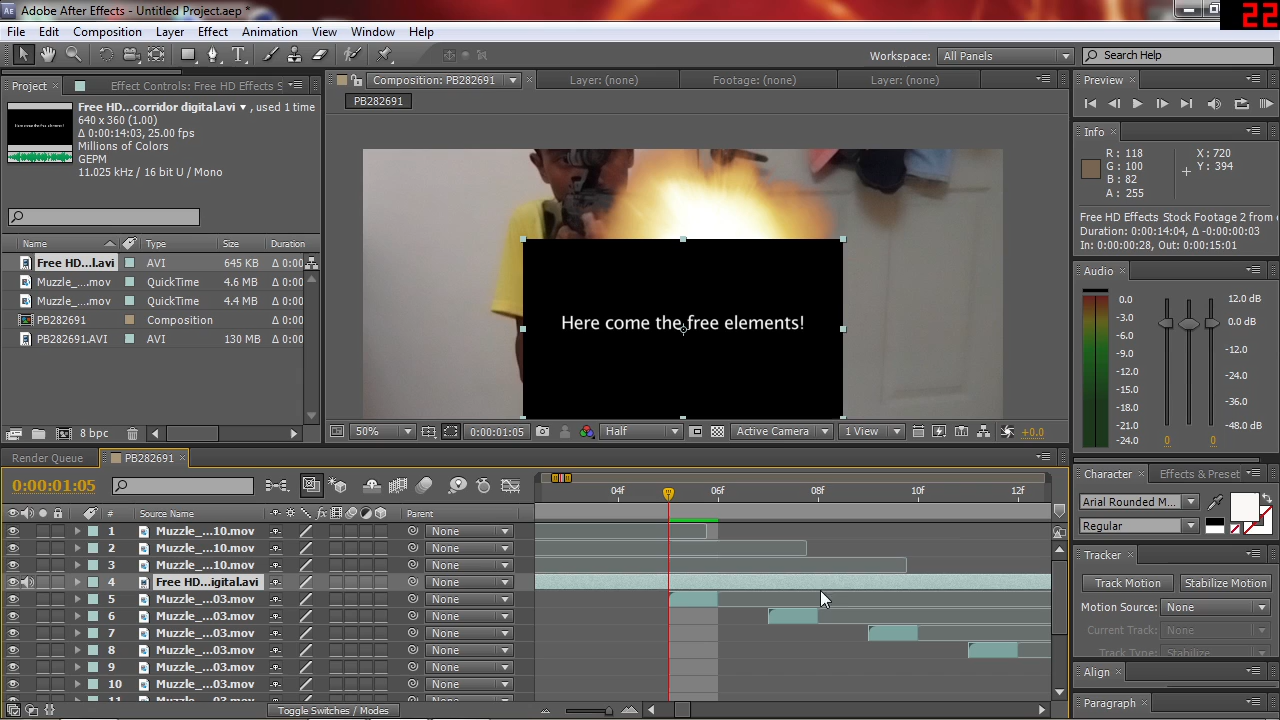 Adobe After Effects - Untitled Project.aep *
22
File Edit Composition Layer Effect Animation View Window Help
Workspace: All Panels Search Help
Project Effect Controls: Free HD Effects S
Composition: PB282691 Layer: (none) Footage: (none) Layer: (none)
PB282691
Free HD...corridor digital.avi ▼ , used 1 time
640 x 360 (1.00)
Δ 0:00:14:03, 25.00 fps
Millions of Colors
GEPM
11.025 kHz / 16 bit U / Mono
Name Type Size Duration
Free HD...l.avi AVI 645 KB Δ 0:00
Muzzle_....mov QuickTime 4.6 MB Δ 0:00
Muzzle_....mov QuickTime 4.4 MB Δ 0:00
PB282691 Composition Δ 0:00
PB282691.AVI AVI 130 MB Δ 0:00
8 bpc
Here come the free elements!
50% 0:00:01:05 Half Active Camera 1 View +0.0
Preview
Info
R: 118 X: 720
G: 100 Y: 394
B: 82
A: 255
Free HD Effects Stock Footage 2 from
Duration: 0:00:14:04, Δ -0:00:00:03
In: 0:00:00:28, Out: 0:00:15:01
Audio
0.0 12.0 dB
-3.0 0.0 dB
-6.0
-9.0 -12.0
-12.0 -24.0
-15.0
-18.0 -36.0
-21.0
-24.0 -48.0 dB
0 0
Character Effects & Preset
Arial Rounded M...
Regular
Tracker
Track Motion Stabilize Motion
Motion Source: None
Current Track: None
Track Type: Stabilize
Align
Paragraph
Render Queue PB282691
0:00:01:05
04f 06f 08f 10f 12f
# Source Name Parent
1 Muzzle_...10.mov None
2 Muzzle_...10.mov None
3 Muzzle_...10.mov None
4 Free HD...igital.avi None
5 Muzzle_...03.mov None
6 Muzzle_...03.mov None
7 Muzzle_...03.mov None
8 Muzzle_...03.mov None
9 Muzzle_...03.mov None
10 Muzzle_...03.mov None
Toggle Switches / Modes